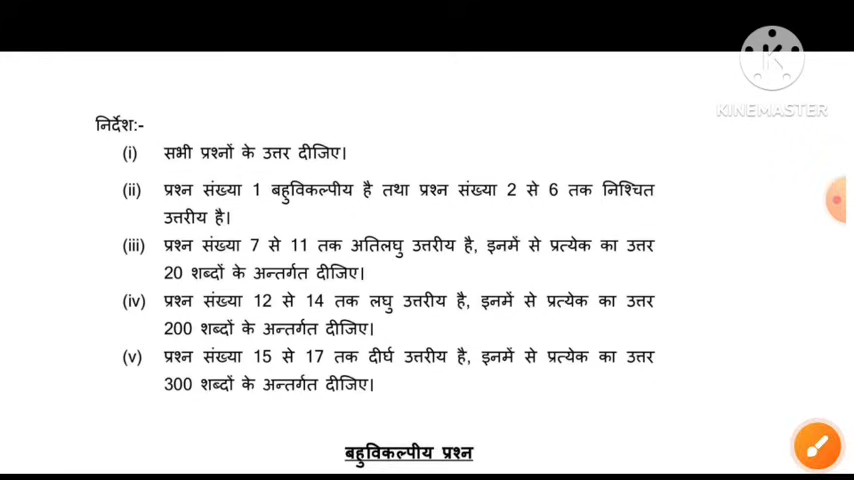 KINEMASTER
निर्देश:-
(i) सभी प्रश्नों के उत्तर दीजिए।
(ii) प्रश्न संख्या 1 बहुविकल्पीय है तथा प्रश्न संख्या 2 से 6 तक निश्चित
उत्तरीय है।
(iii) प्रश्न संख्या 7 से 11 तक अतिलघु उत्तरीय है, इनमें से प्रत्येक का उत्तर
20 शब्दों के अन्तर्गत दीजिए।
(iv) प्रश्न संख्या 12 से 14 तक लघु उत्तरीय है, इनमें से प्रत्येक का उत्तर
200 शब्दों के अन्तर्गत दीजिए।
(v) प्रश्न संख्या 15 से 17 तक दीर्घ उत्तरीय है, इनमें से प्रत्येक का उत्तर
300 शब्दों के अन्तर्गत दीजिए।
बहुविकल्पीय प्रश्न